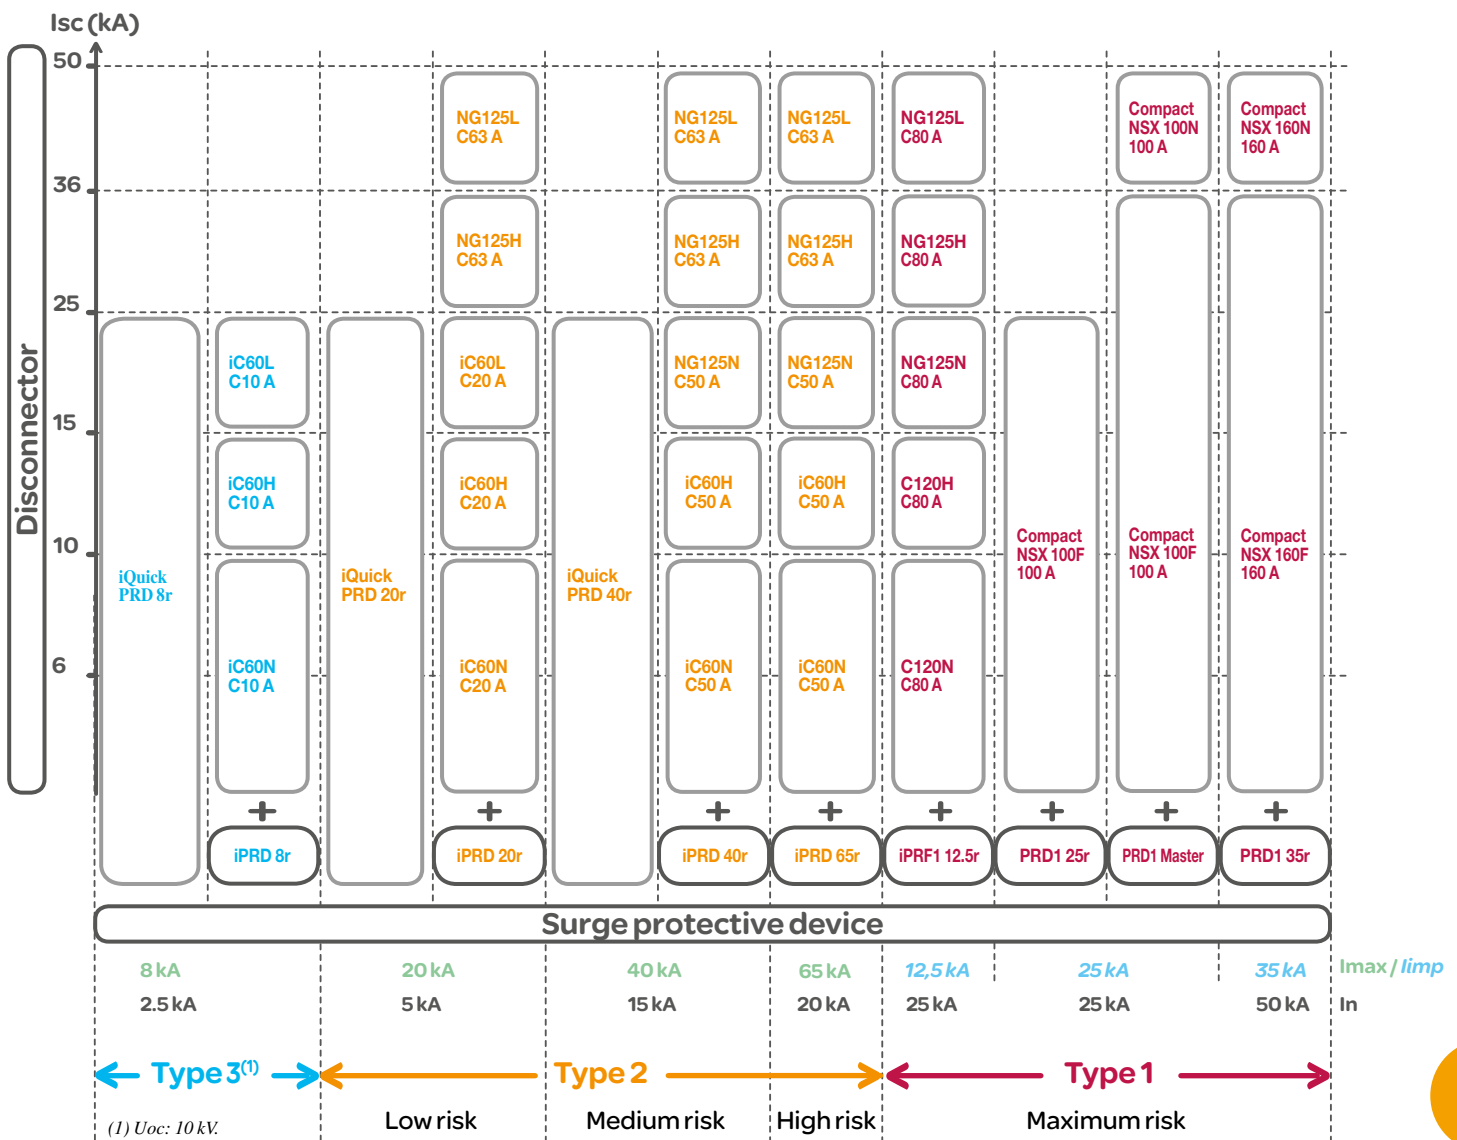 Isc (kA)
Disconnector
50
36
25
15
10
6
NG125L
C63 A
NG125L
C63 A
NG125L
C63 A
NG125L
C80 A
Compact
NSX 100N
100 A
Compact
NSX 160N
160 A
NG125H
C63 A
NG125H
C63 A
NG125H
C63 A
NG125H
C80 A
iC60L
C10 A
iC60L
C20 A
NG125N
C50 A
NG125N
C50 A
NG125N
C80 A
iC60H
C10 A
iC60H
C20 A
iC60H
C50 A
iC60H
C50 A
C120H
C80 A
Compact
NSX 100F
100 A
Compact
NSX 100F
100 A
Compact
NSX 160F
160 A
iQuick
PRD 8r
iQuick
PRD 20r
iQuick
PRD 40r
iC60N
C10 A
iC60N
C20 A
iC60N
C50 A
iC60N
C50 A
C120N
C80 A
+ + + + + + + +
iPRD 8r
iPRD 20r
iPRD 40r
iPRD 65r
iPRF1 12.5r
PRD1 25r
PRD1 Master
PRD1 35r
Surge protective device
8 kA 20 kA 40 kA 65 kA 12,5 kA 25 kA 35 kA Imax / Iimp
2.5 kA 5 kA 15 kA 20 kA 25 kA 25 kA 50 kA In
Type 3(1) Type 2 Type 1
(1) Uoc: 10 kV. Low risk Medium risk High risk Maximum risk